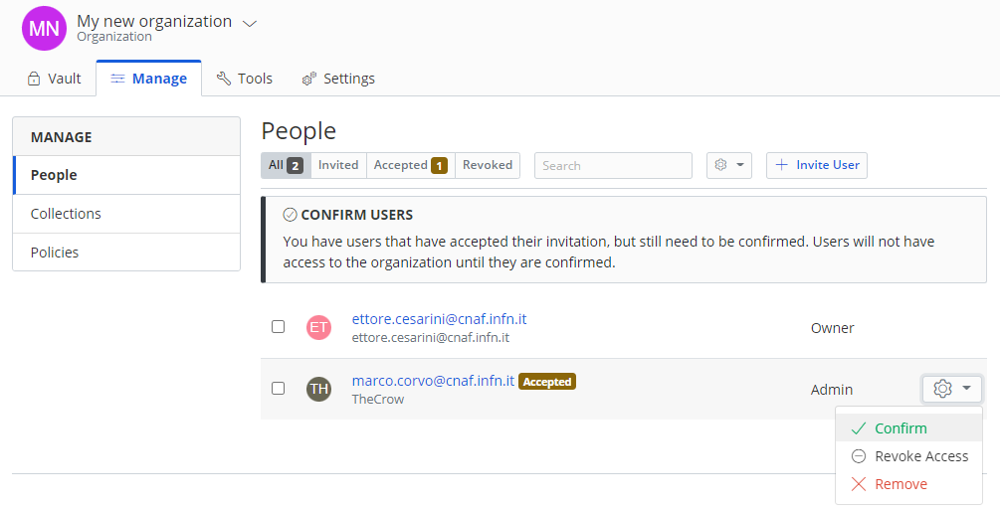 MN
My new organization
Organization
Vault
Manage
Tools
Settings
MANAGE
People
Collections
Policies
People
All 2 Invited Accepted 1 Revoked
Search
Invite User
CONFIRM USERS
You have users that have accepted their invitation, but still need to be confirmed. Users will not have
access to the organization until they are confirmed.
ET
ettore.cesarini@cnaf.infn.it
ettore.cesarini@cnaf.infn.it
Owner
TH
marco.corvo@cnaf.infn.it Accepted
TheCrow
Admin
Confirm
Revoke Access
Remove